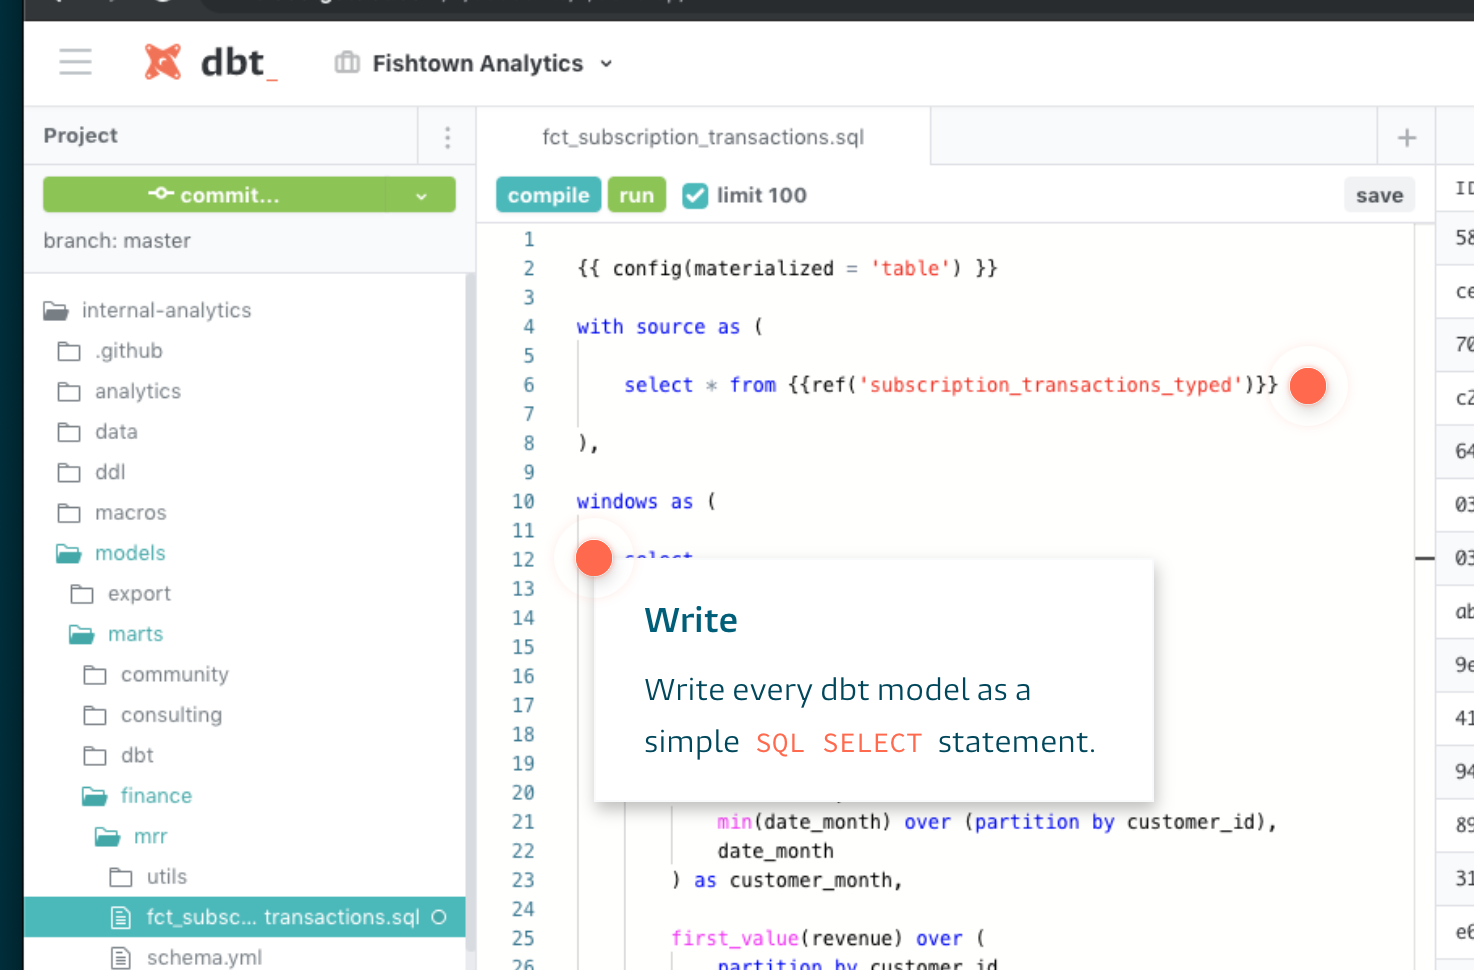 dbt_
Fishtown Analytics
Project
fct_subscription_transactions.sql
+
commit...
compile
run
limit 100
save
branch: master
internal-analytics
.github
analytics
data
ddl
macros
models
export
marts
community
consulting
dbt
finance
mrr
utils
fct_subsc... transactions.sql
schema.yml
1
2 {{ config(materialized = 'table') }}
3
4 with source as (
5
6 select * from {{ref('subscription_transactions_typed')}}
7
8 ),
9
10 windows as (
11
12 select
13
14
15
16
17
18
19
20
21 min(date_month) over (partition by customer_id),
22 date_month
23 ) as customer_month,
24
25 first_value(revenue) over (
26 partition by customer_id
Write
Write every dbt model as a
simple SQL SELECT statement.
ID
58
ce
70
c2
64
03
03
ab
9e
41
94
89
31
e6